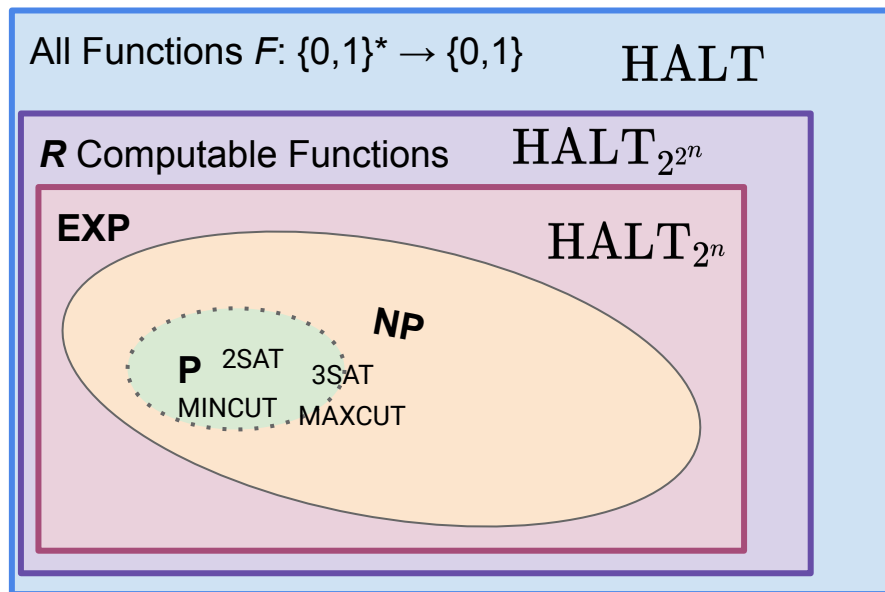 All Functions F: {0,1}* → {0,1}
HALT
R Computable Functions
HALT_{2^{2^n}}
EXP
HALT_{2^n}
NP
P
2SAT
3SAT
MINCUT
MAXCUT